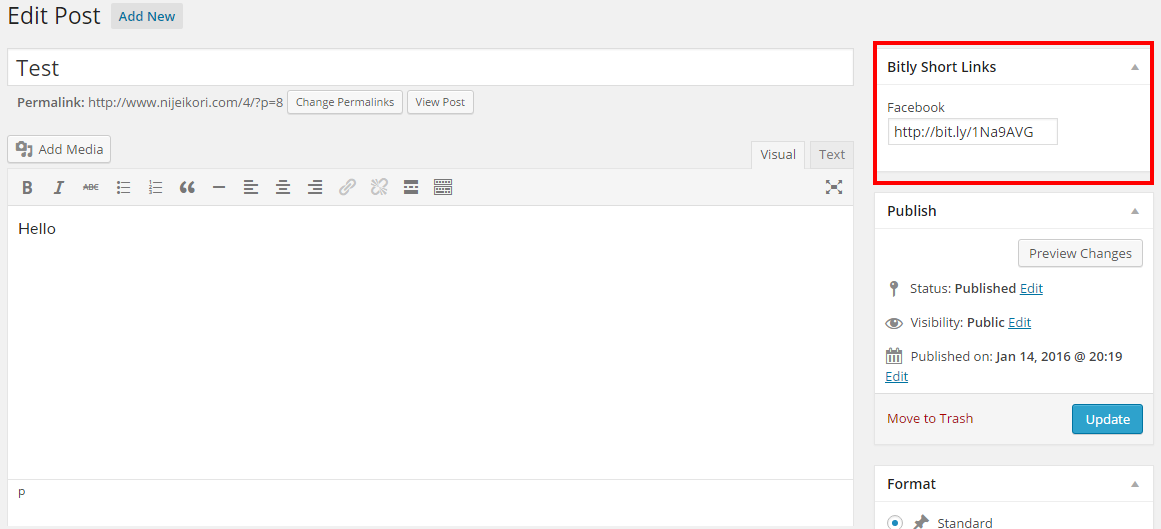 Edit Post Add New
Test
Permalink: http://www.nijeikori.com/4/?p=8 Change Permalinks View Post
Add Media
Visual Text
B I ABC
Hello
p
Bitly Short Links
Facebook
http://bit.ly/1Na9AVG
Publish
Preview Changes
Status: Published Edit
Visibility: Public Edit
Published on: Jan 14, 2016 @ 20:19
Edit
Move to Trash Update
Format
Standard